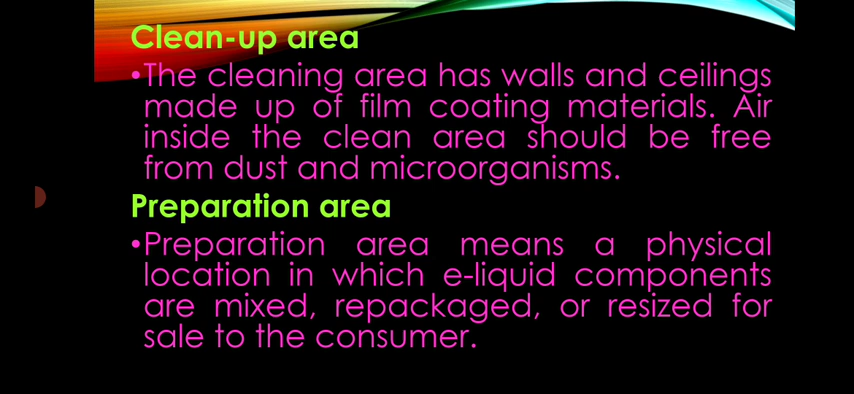 Clean-up area
•The cleaning area has walls and ceilings
made up of film coating materials. Air
inside the clean area should be free
from dust and microorganisms.
Preparation area
•Preparation area means a physical
location in which e-liquid components
are mixed, repackaged, or resized for
sale to the consumer.